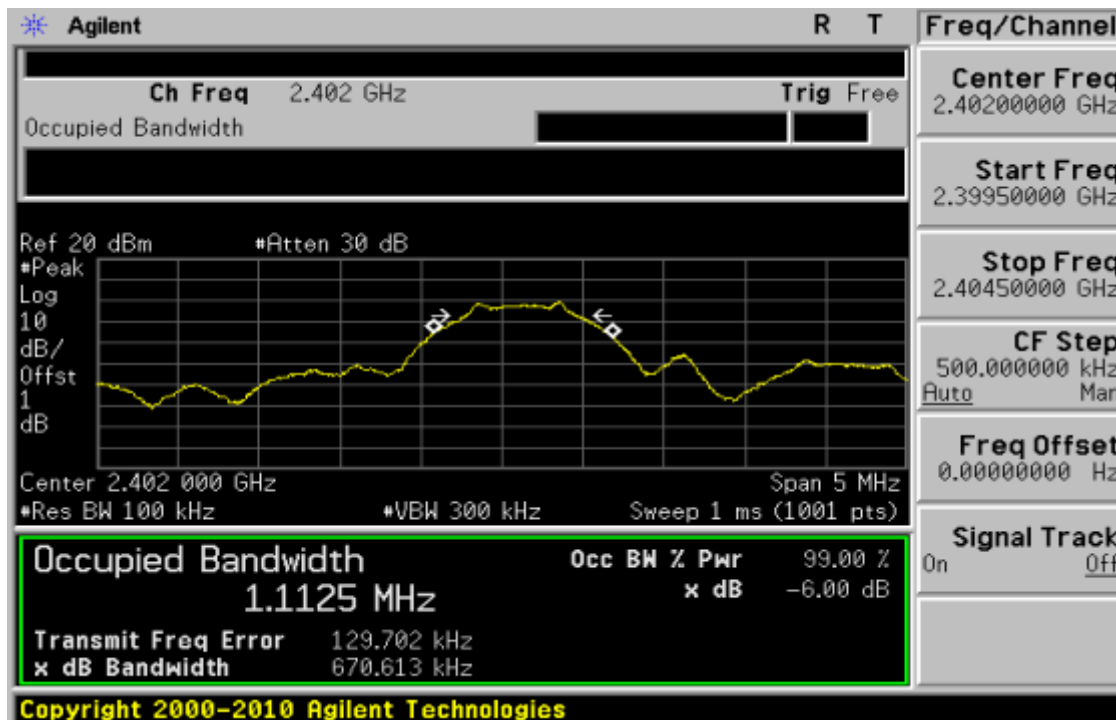 Agilent R T
Freq/Channel
Ch Freq 2.402 GHz Trig Free
Occupied Bandwidth
Center Freq
2.40200000 GHz
Start Freq
2.39950000 GHz
Stop Freq
2.40450000 GHz
CF Step
500.000000 kHz
Auto Man
Freq Offset
0.00000000 Hz
Signal Track
On Off
Ref 20 dBm #Atten 30 dB
#Peak
Log
10
dB/
Offst
1
dB
Center 2.402 000 GHz Span 5 MHz
#Res BW 100 kHz #VBW 300 kHz Sweep 1 ms (1001 pts)
Occupied Bandwidth
1.1125 MHz
Occ BW % Pwr 99.00 %
x dB -6.00 dB
Transmit Freq Error 129.702 kHz
x dB Bandwidth 670.613 kHz
Copyright 2000-2010 Agilent Technologies